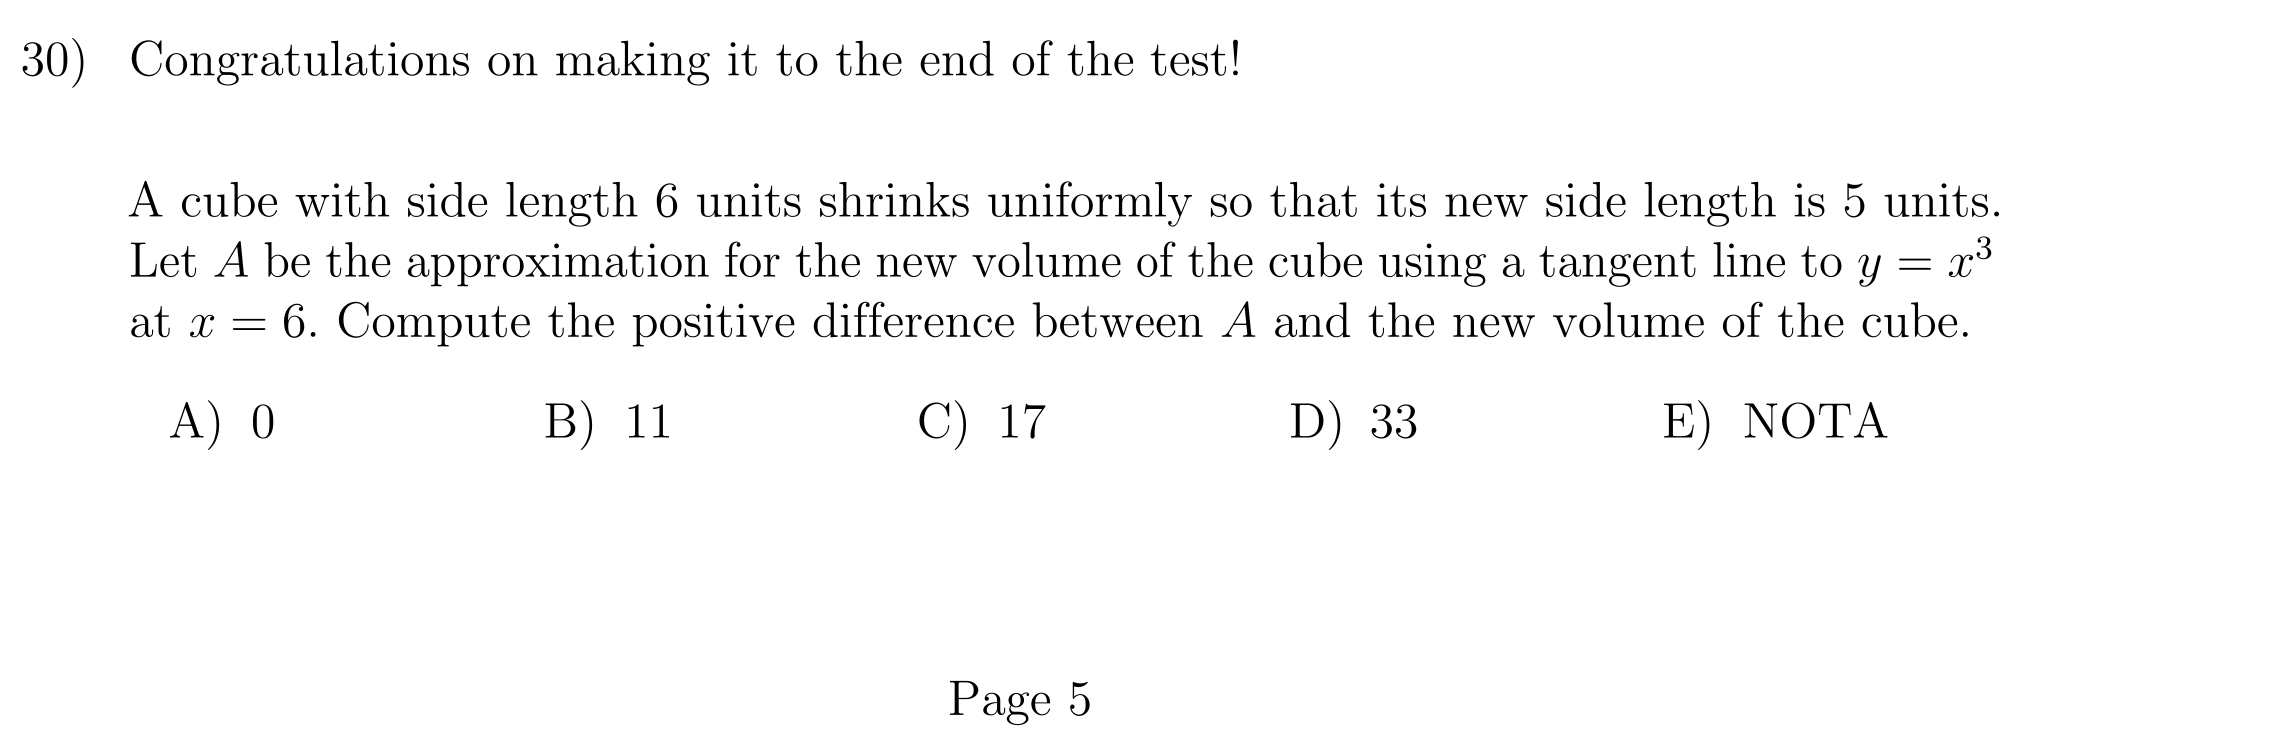 30) Congratulations on making it to the end of the test!
A cube with side length 6 units shrinks uniformly so that its new side length is 5 units.
Let A be the approximation for the new volume of the cube using a tangent line to y = x³
at x = 6. Compute the positive difference between A and the new volume of the cube.
A) 0 B) 11 C) 17 D) 33 E) NOTA
Page 5